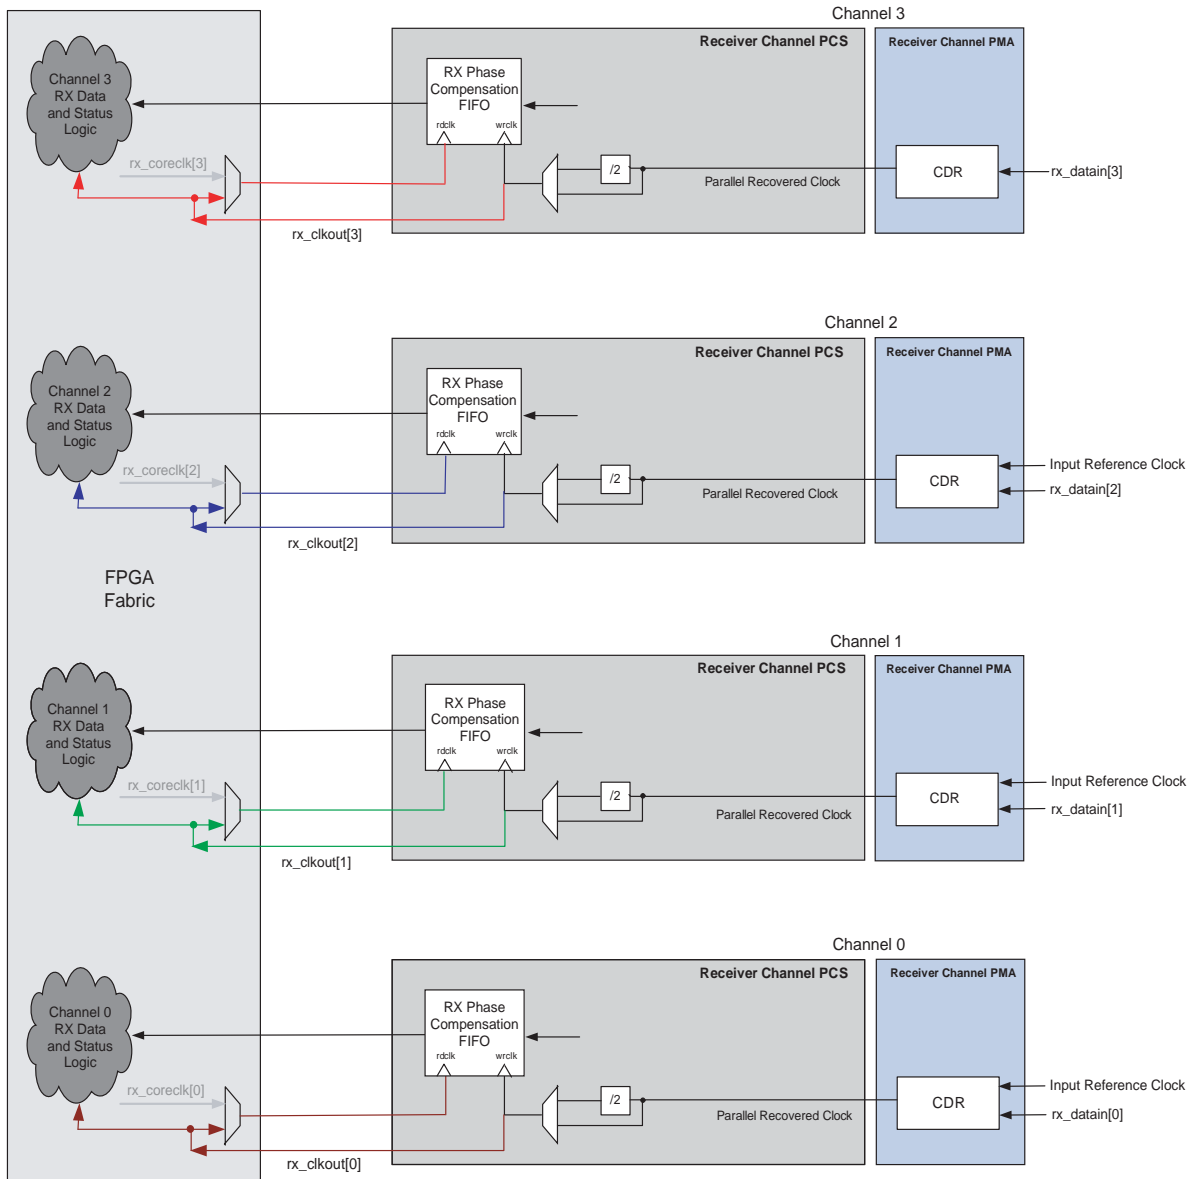 Channel 3
Receiver Channel PCS
Receiver Channel PMA
Channel 3
RX Data
and Status
Logic
RX Phase
Compensation
FIFO
rdclk
wrclk
rx_coreclk[3]
/2
Parallel Recovered Clock
CDR
rx_datain[3]
rx_clkout[3]
Channel 2
Receiver Channel PCS
Receiver Channel PMA
Channel 2
RX Data
and Status
Logic
RX Phase
Compensation
FIFO
rdclk
wrclk
rx_coreclk[2]
/2
Parallel Recovered Clock
CDR
Input Reference Clock
rx_datain[2]
rx_clkout[2]
FPGA
Fabric
Channel 1
Receiver Channel PCS
Receiver Channel PMA
Channel 1
RX Data
and Status
Logic
RX Phase
Compensation
FIFO
rdclk
wrclk
rx_coreclk[1]
/2
Parallel Recovered Clock
CDR
Input Reference Clock
rx_datain[1]
rx_clkout[1]
Channel 0
Receiver Channel PCS
Receiver Channel PMA
Channel 0
RX Data
and Status
Logic
RX Phase
Compensation
FIFO
rdclk
wrclk
rx_coreclk[0]
/2
Parallel Recovered Clock
CDR
Input Reference Clock
rx_datain[0]
rx_clkout[0]